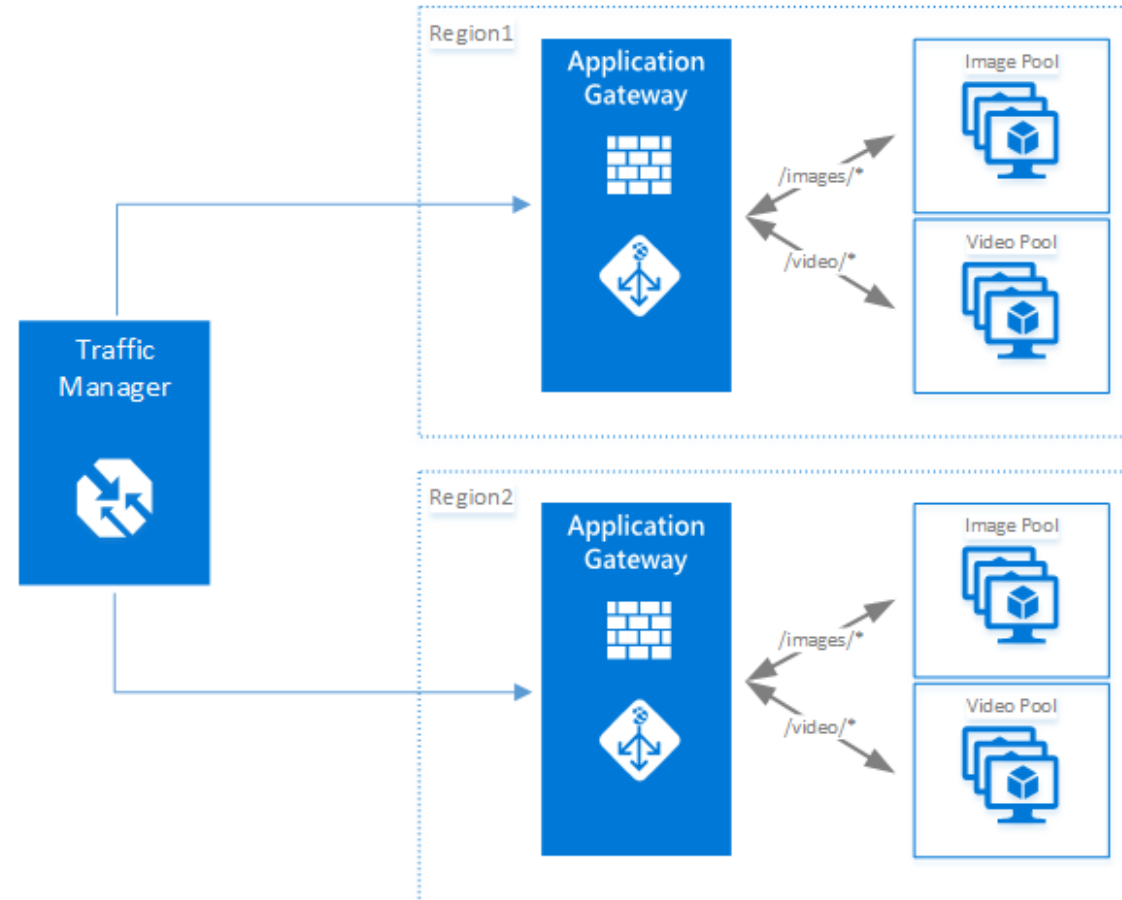 Region1
Application
Gateway
Image Pool
/images/*
Video Pool
/video/*
Traffic
Manager
Region2
Application
Gateway
Image Pool
/images/*
Video Pool
/video/*